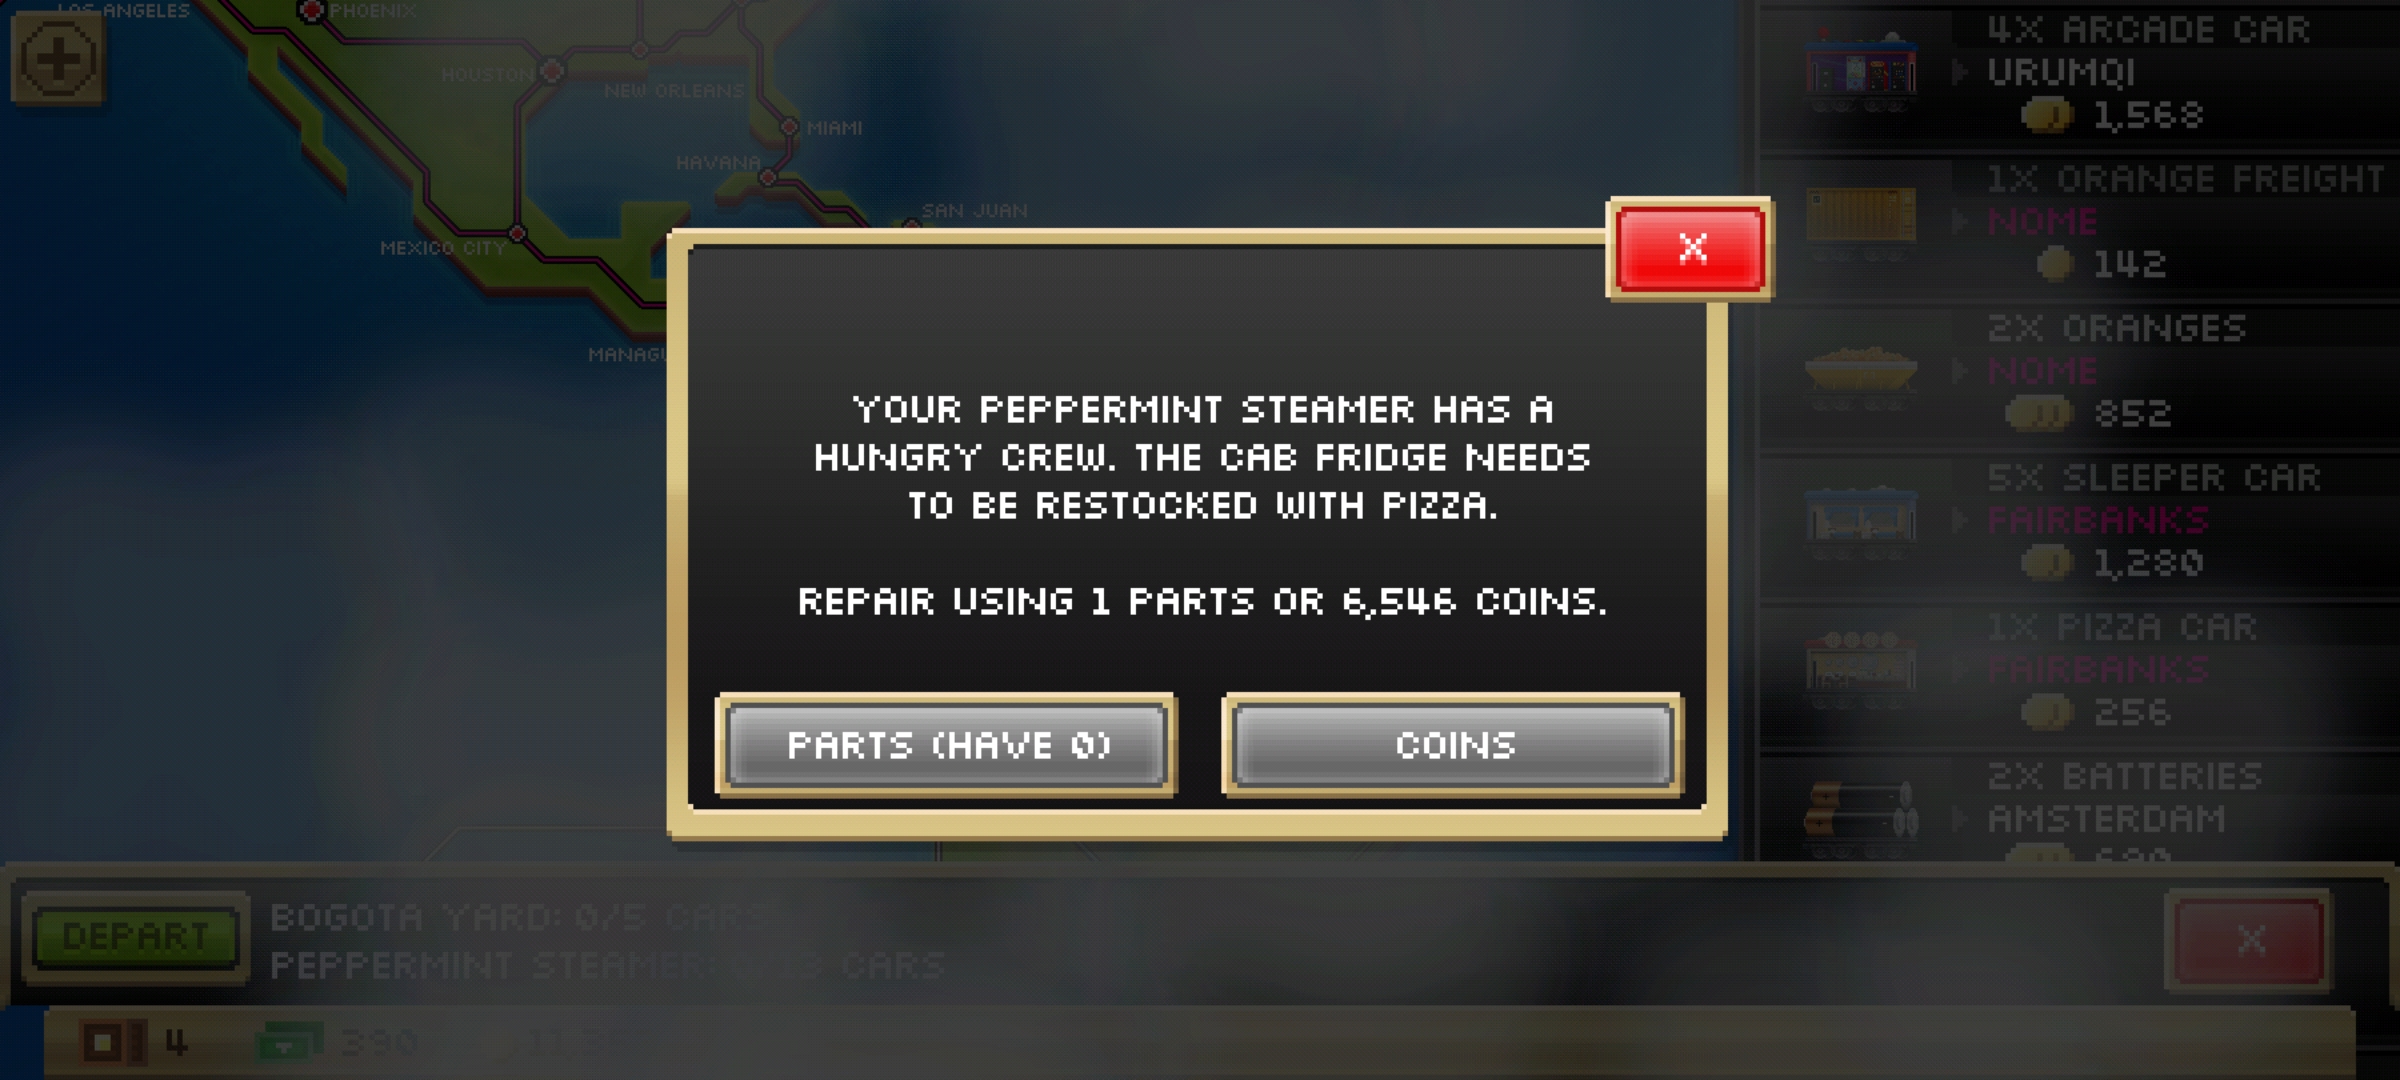 LOS ANGELES
PHOENIX
HOUSTON
NEW ORLEANS
MIAMI
HAVANA
SAN JUAN
MEXICO CITY
YOUR PEPPERMINT STEAMER HAS A
HUNGRY CREW. THE CAB FRIDGE NEEDS
TO BE RESTOCKED WITH PIZZA.
REPAIR USING 1 PARTS OR 6,546 COINS.
PARTS (HAVE 0)
COINS
X
4X ARCADE CAR
URUMQI
1,568
1X ORANGE FREIGHT
NOME
142
2X ORANGES
NOME
852
5X SLEEPER CAR
FAIRBANKS
1,280
1X PIZZA CAR
FAIRBANKS
256
2X BATTERIES
AMSTERDAM
DEPART
BOGOTA YARD: 0/5 CARS
PEPPERMINT STEAMER: CARS
X
4
390